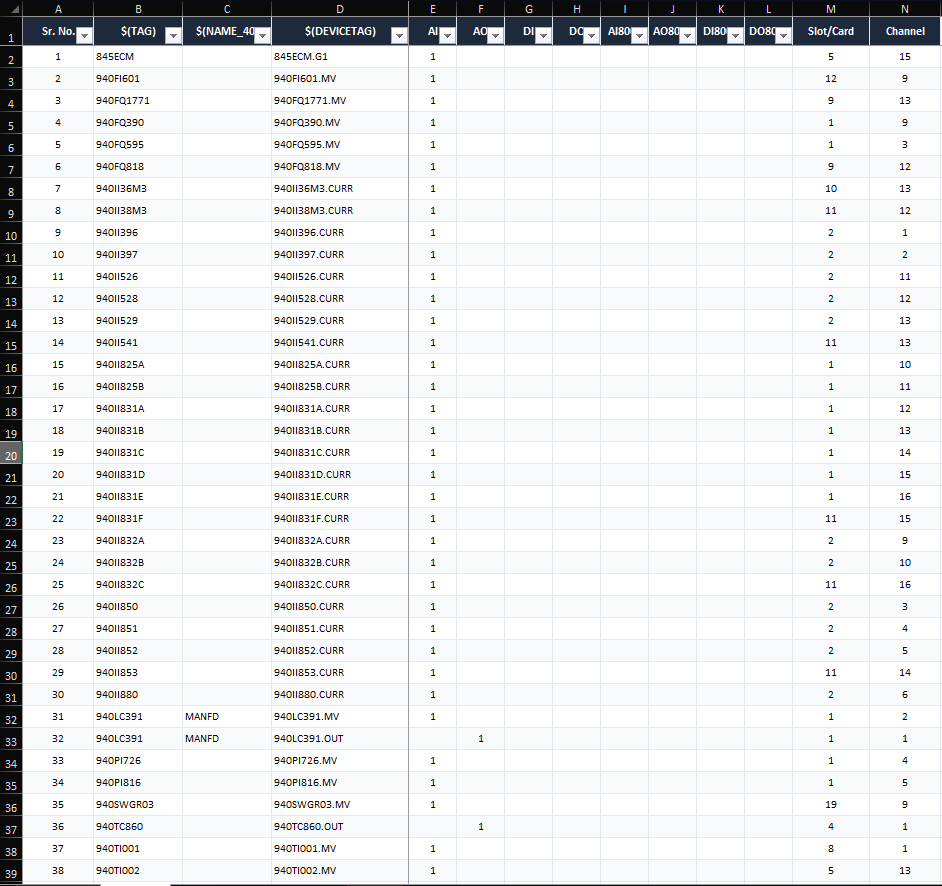 A B C D E F G H I J K L M N
1 Sr. No. $(TAG) $(NAME_40 $(DEVICETAG) AI AO DI DO AI80 AO80 DI80 DO80 Slot/Card Channel
2 1 845ECM 845ECM.G1 1 5 15
3 2 940FI601 940FI601.MV 1 12 9
4 3 940FQ1771 940FQ1771.MV 1 9 13
5 4 940FQ390 940FQ390.MV 1 1 9
6 5 940FQ595 940FQ595.MV 1 1 3
7 6 940FQ818 940FQ818.MV 1 9 12
8 7 940II36M3 940II36M3.CURR 1 10 13
9 8 940II38M3 940II38M3.CURR 1 11 12
10 9 940II396 940II396.CURR 1 2 1
11 10 940II397 940II397.CURR 1 2 2
12 11 940II526 940II526.CURR 1 2 11
13 12 940II528 940II528.CURR 1 2 12
14 13 940II529 940II529.CURR 1 2 13
15 14 940II541 940II541.CURR 1 11 13
16 15 940II825A 940II825A.CURR 1 1 10
17 16 940II825B 940II825B.CURR 1 1 11
18 17 940II831A 940II831A.CURR 1 1 12
19 18 940II831B 940II831B.CURR 1 1 13
20 19 940II831C 940II831C.CURR 1 1 14
21 20 940II831D 940II831D.CURR 1 1 15
22 21 940II831E 940II831E.CURR 1 1 16
23 22 940II831F 940II831F.CURR 1 11 15
24 23 940II832A 940II832A.CURR 1 2 9
25 24 940II832B 940II832B.CURR 1 2 10
26 25 940II832C 940II832C.CURR 1 11 16
27 26 940II850 940II850.CURR 1 2 3
28 27 940II851 940II851.CURR 1 2 4
29 28 940II852 940II852.CURR 1 2 5
30 29 940II853 940II853.CURR 1 11 14
31 30 940II880 940II880.CURR 1 2 6
32 31 940LC391 MANFD 940LC391.MV 1 1 2
33 32 940LC391 MANFD 940LC391.OUT 1 1 1
34 33 940PI726 940PI726.MV 1 1 4
35 34 940PI816 940PI816.MV 1 1 5
36 35 940SWGR03 940SWGR03.MV 1 19 9
37 36 940TC860 940TC860.OUT 1 4 1
38 37 940TI001 940TI001.MV 1 8 1
39 38 940TI002 940TI002.MV 1 5 13